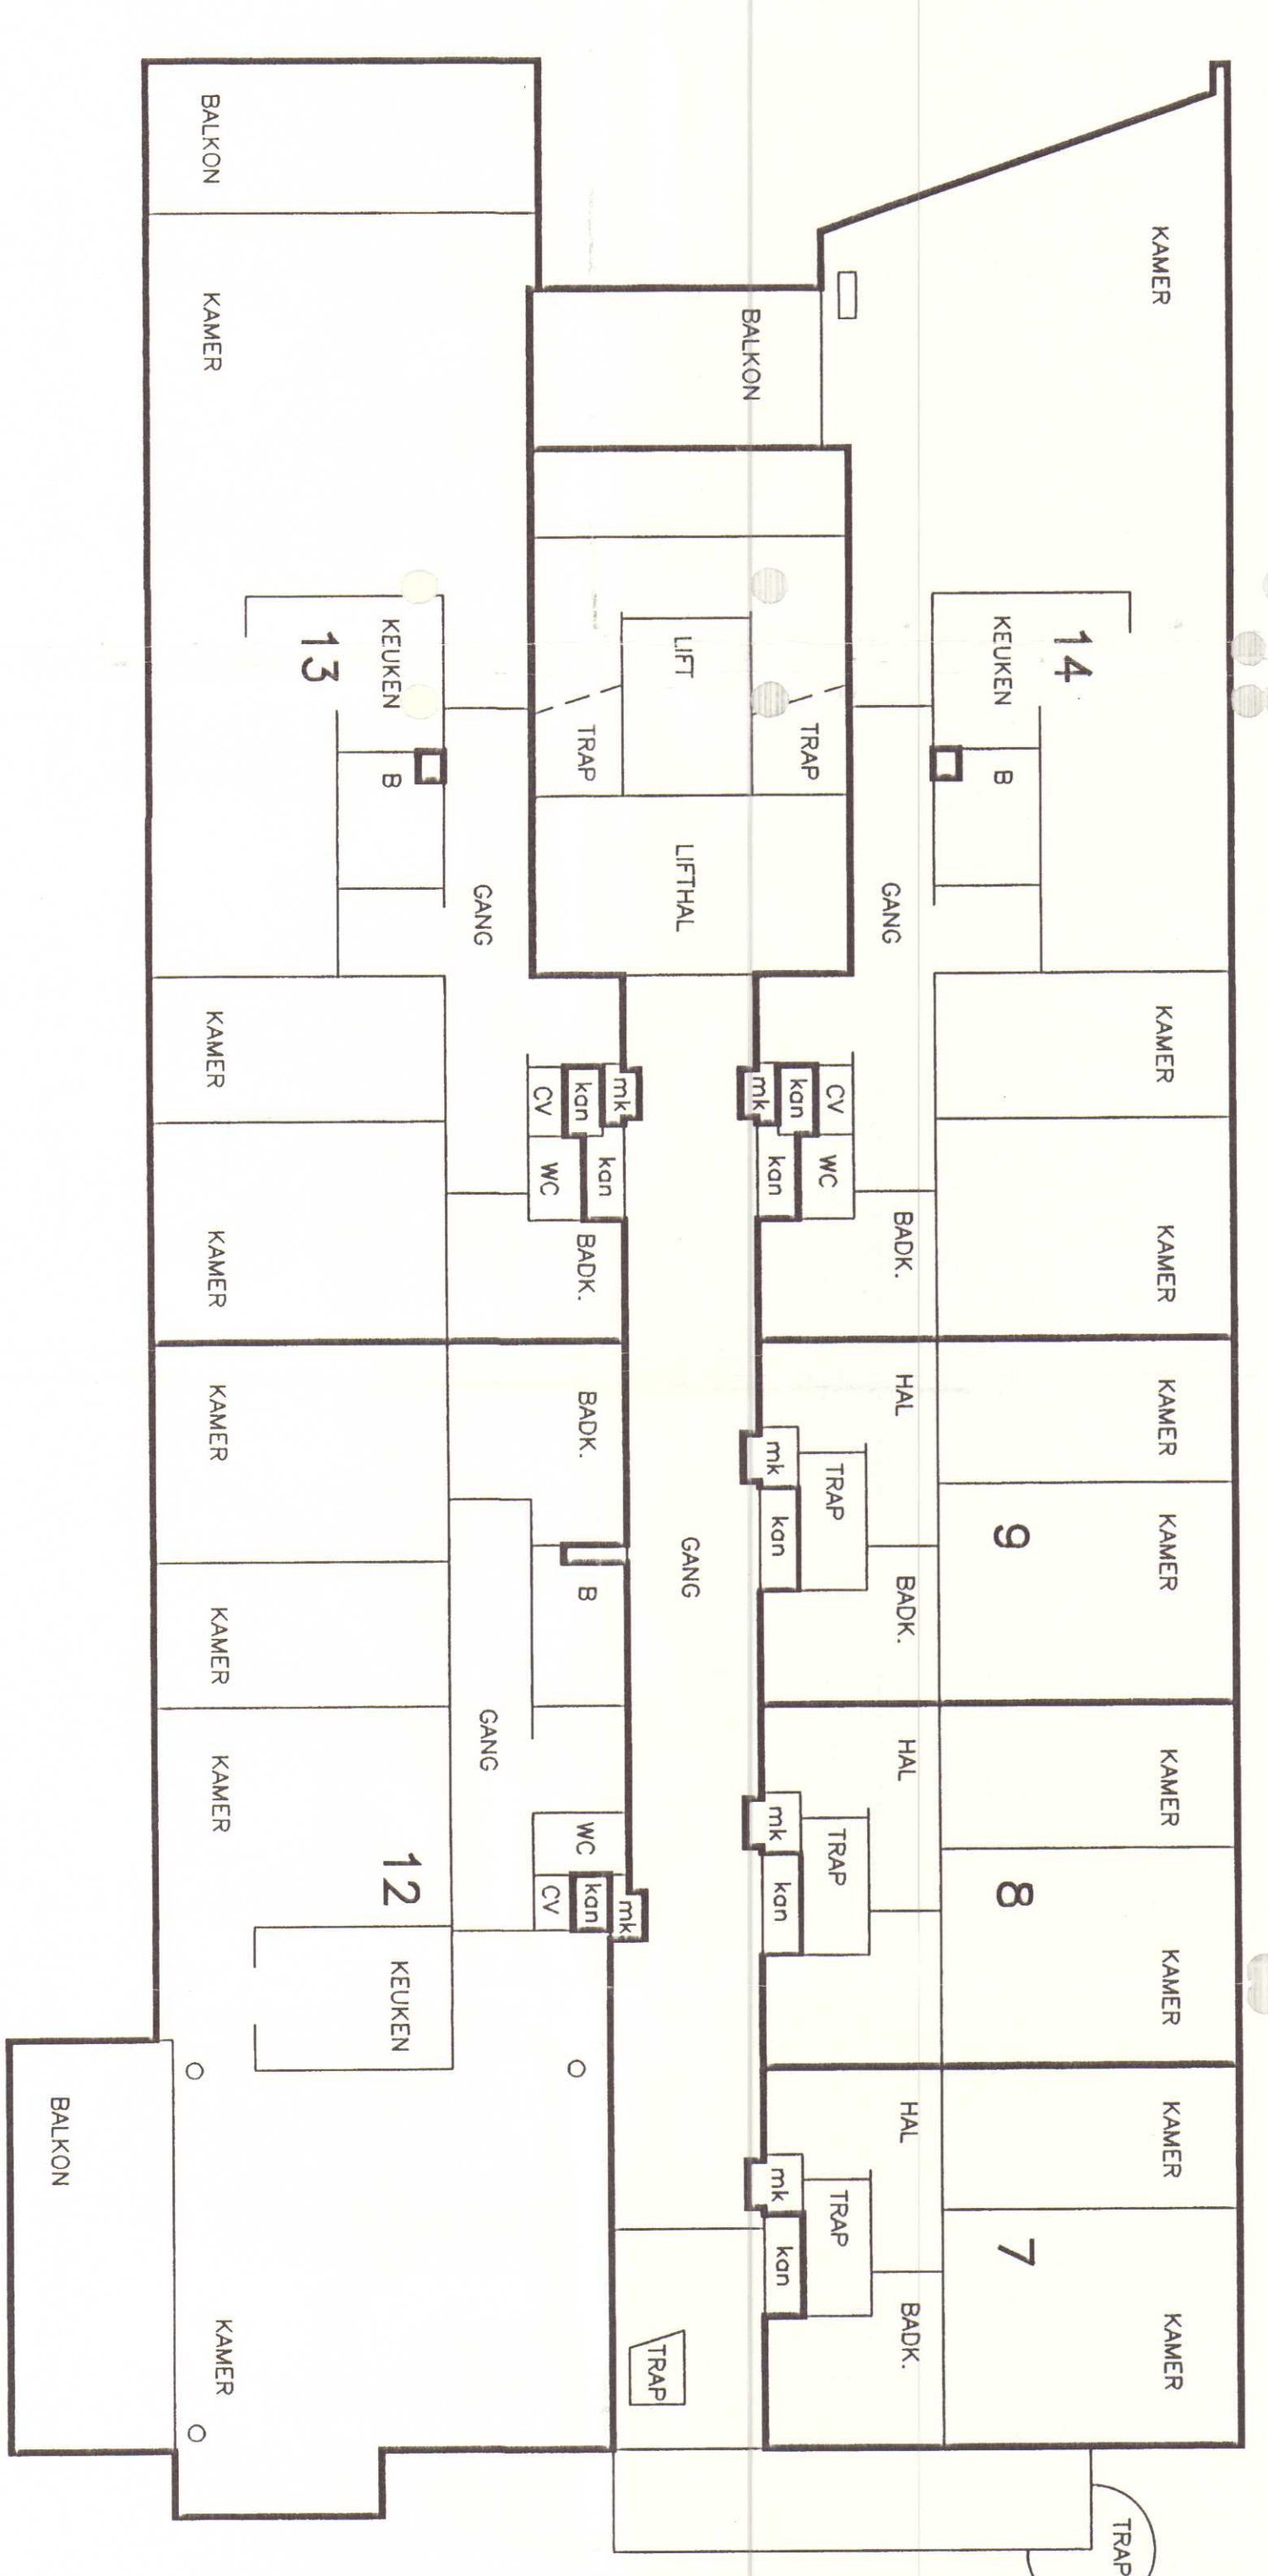 KAMER
KAMER
KAMER
KAMER
KAMER
KAMER
KAMER
KAMER
KAMER
TRAP
14
KEUKEN
B
9
8
7
GANG
BADK.
HAL
BADK.
HAL
HAL
BADK.
TRAP
CV
WC
TRAP
TRAP
TRAP
kan
mk
kan
mk
kan
mk
kan
mk
kan
BALKON
LIFT
LIFTHAL
GANG
TRAP
TRAP
mk
kan
kan
CV
WC
BADK.
BADK.
B
WC
kan
mk
CV
GANG
GANG
KEUKEN
B
13
12
KEUKEN
BALKON
KAMER
KAMER
KAMER
KAMER
KAMER
KAMER
KAMER
BALKON